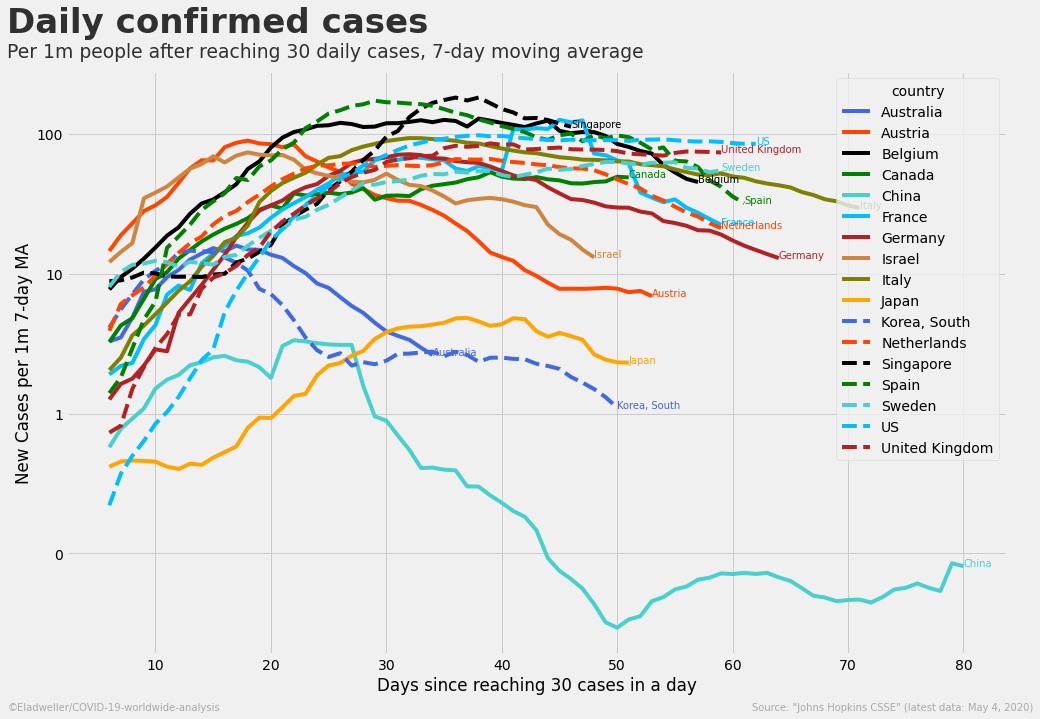 Daily confirmed cases
Per 1m people after reaching 30 daily cases, 7-day moving average
country
Australia
Austria
Belgium
Canada
China
France
Germany
Israel
Italy
Japan
Korea, South
Netherlands
Singapore
Spain
Sweden
US
United Kingdom
New Cases per 1m 7-day MA
100
10
1
0
Singapore
US
United Kingdom
Sweden
Canada
Belgium
Spain
Italy
France
Netherlands
Israel
Germany
Austria
Australia
Japan
Korea, South
China
10 20 30 40 50 60 70 80
Days since reaching 30 cases in a day
©Eladweller/COVID-19-worldwide-analysis
Source: "Johns Hopkins CSSE" (latest data: May 4, 2020)